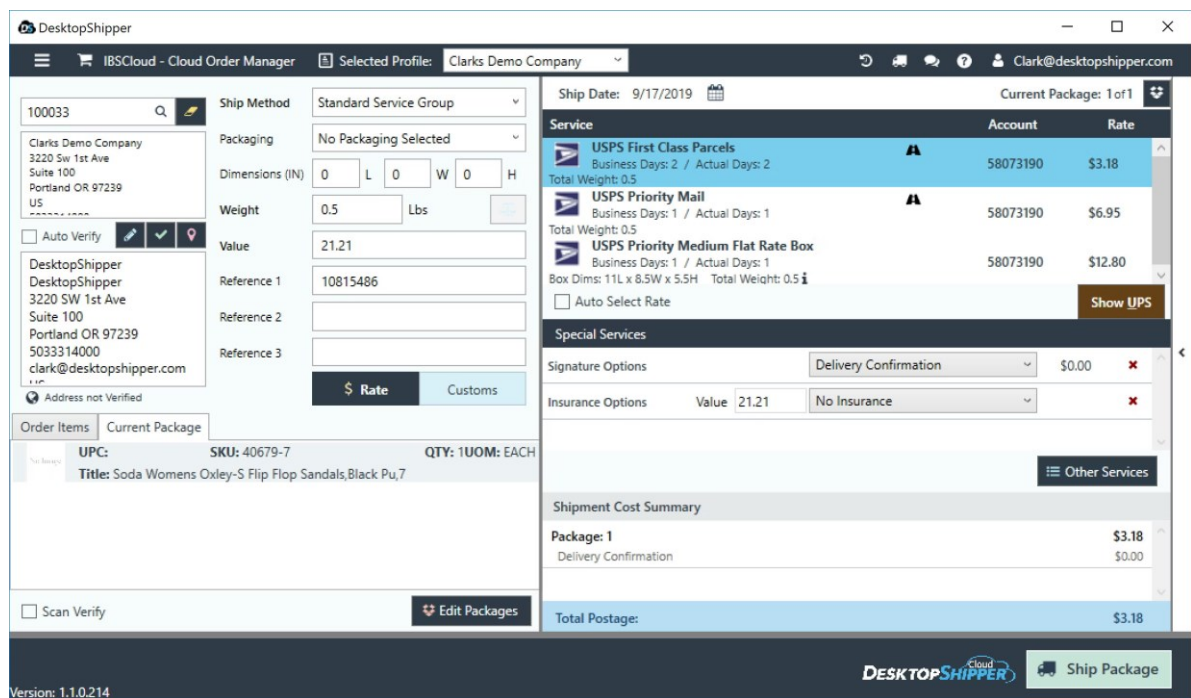 DesktopShipper
IBSCloud - Cloud Order Manager
Selected Profile: Clarks Demo Company
Clark@desktopshipper.com
100033
Clarks Demo Company
3220 Sw 1st Ave
Suite 100
Portland OR 97239
US
Auto Verify
DesktopShipper
DesktopShipper
3220 SW 1st Ave
Suite 100
Portland OR 97239
5033314000
clark@desktopshipper.com
Address not Verified
Ship Method Standard Service Group
Packaging No Packaging Selected
Dimensions (IN) 0 L 0 W 0 H
Weight 0.5 Lbs
Value 21.21
Reference 1 10815486
Reference 2
Reference 3
$ Rate Customs
Order Items Current Package
No Image
UPC: SKU: 40679-7 QTY: 1UOM: EACH
Title: Soda Womens Oxley-S Flip Flop Sandals,Black Pu,7
Scan Verify Edit Packages
Ship Date: 9/17/2019 Current Package: 1 of 1
Service Account Rate
USPS First Class Parcels
Business Days: 2 / Actual Days: 2 58073190 $3.18
Total Weight: 0.5
USPS Priority Mail
Business Days: 1 / Actual Days: 1 58073190 $6.95
Total Weight: 0.5
USPS Priority Medium Flat Rate Box
Business Days: 1 / Actual Days: 1 58073190 $12.80
Box Dims: 11L x 8.5W x 5.5H Total Weight: 0.5
Auto Select Rate Show UPS
Special Services
Signature Options Delivery Confirmation $0.00
Insurance Options Value 21.21 No Insurance
Other Services
Shipment Cost Summary
Package: 1 $3.18
Delivery Confirmation $0.00
Total Postage: $3.18
DESKTOPSHIPPER Cloud
Ship Package
Version: 1.1.0.214